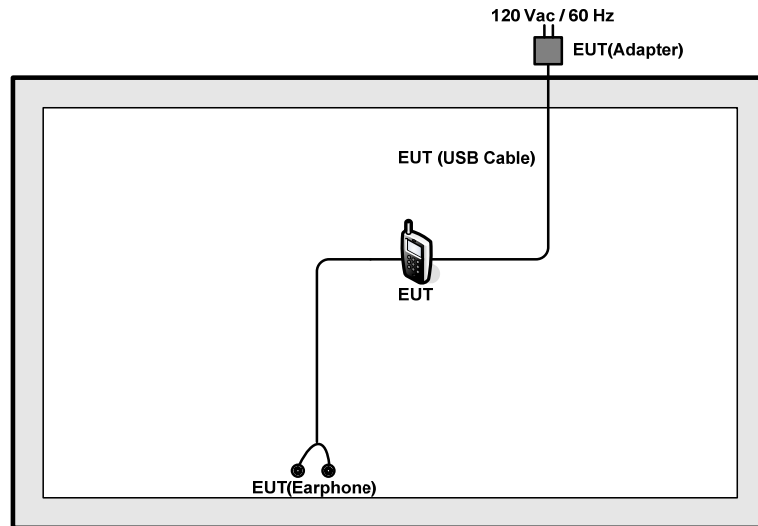 120 Vac / 60 Hz
EUT(Adapter)
EUT (USB Cable)
EUT
EUT(Earphone)